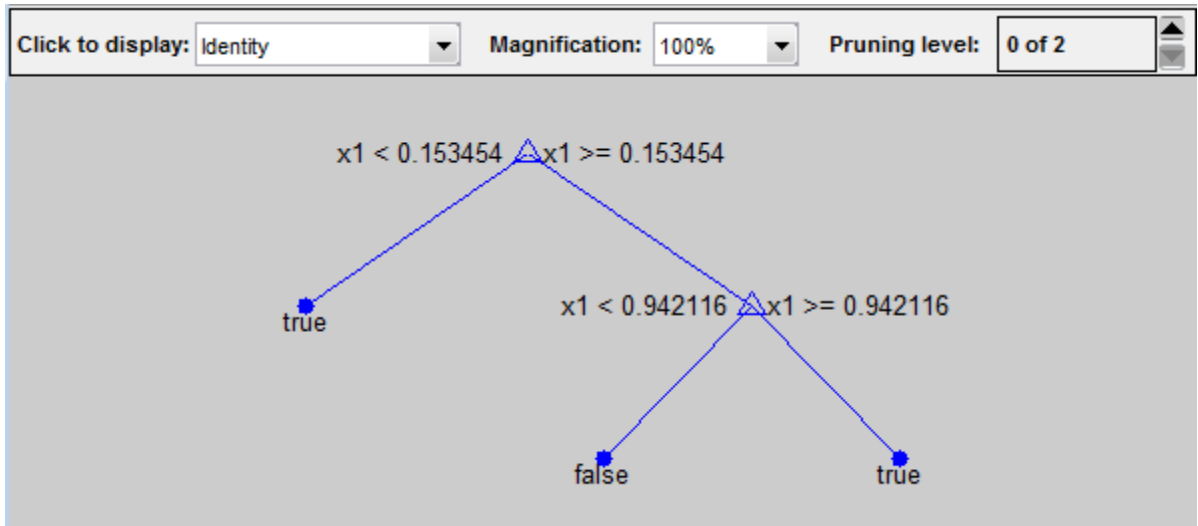 Click to display: Identity Magnification: 100% Pruning level: 0 of 2
x1 < 0.153454 x1 >= 0.153454
true
x1 < 0.942116 x1 >= 0.942116
false
true